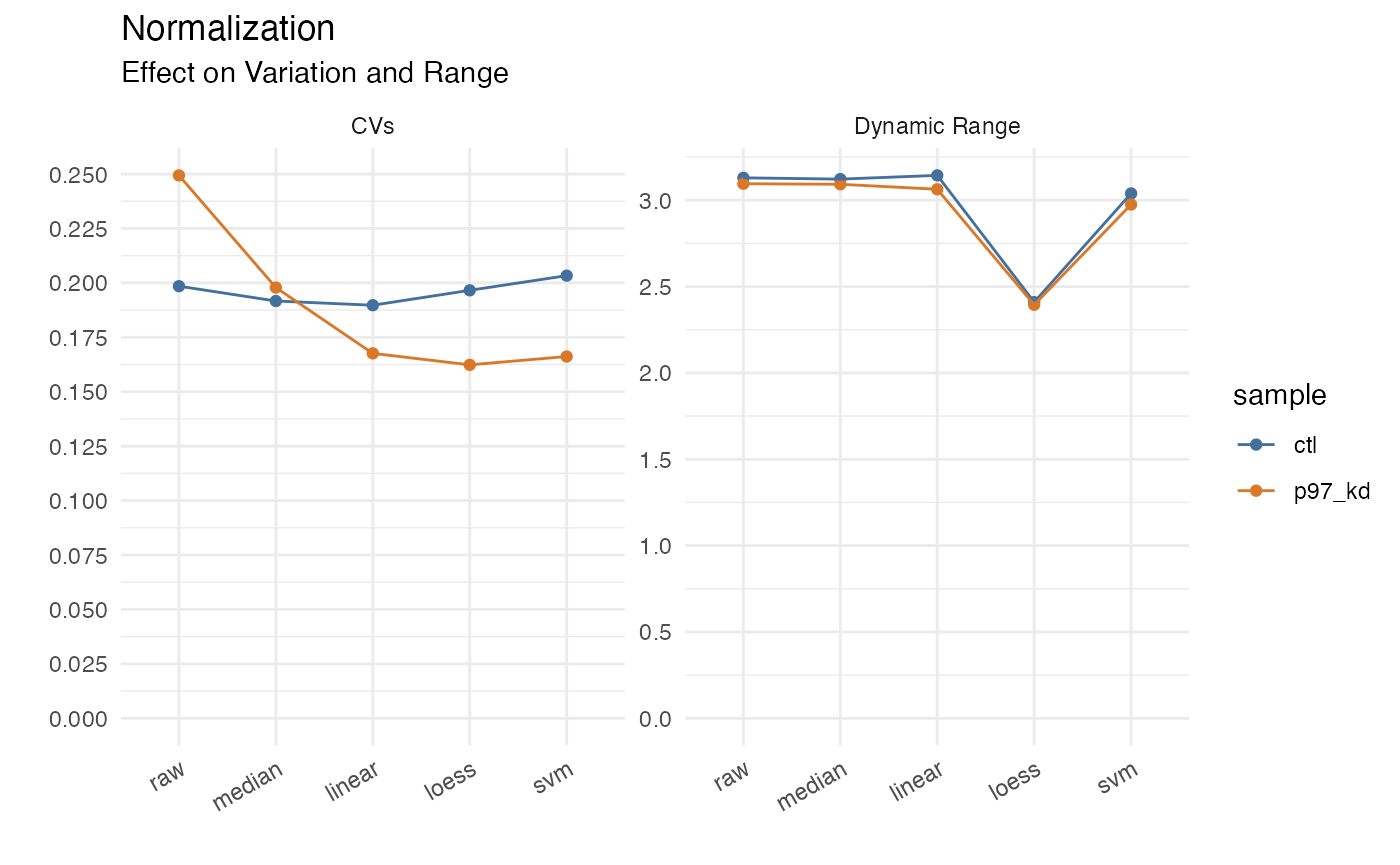 Normalization
Effect on Variation and Range
CVs
0.250
0.225
0.200
0.175
0.150
0.125
0.100
0.075
0.050
0.025
0.000
raw
median
linear
loess
svm
Dynamic Range
3.0
2.5
2.0
1.5
1.0
0.5
0.0
raw
median
linear
loess
svm
sample
ctl
p97_kd